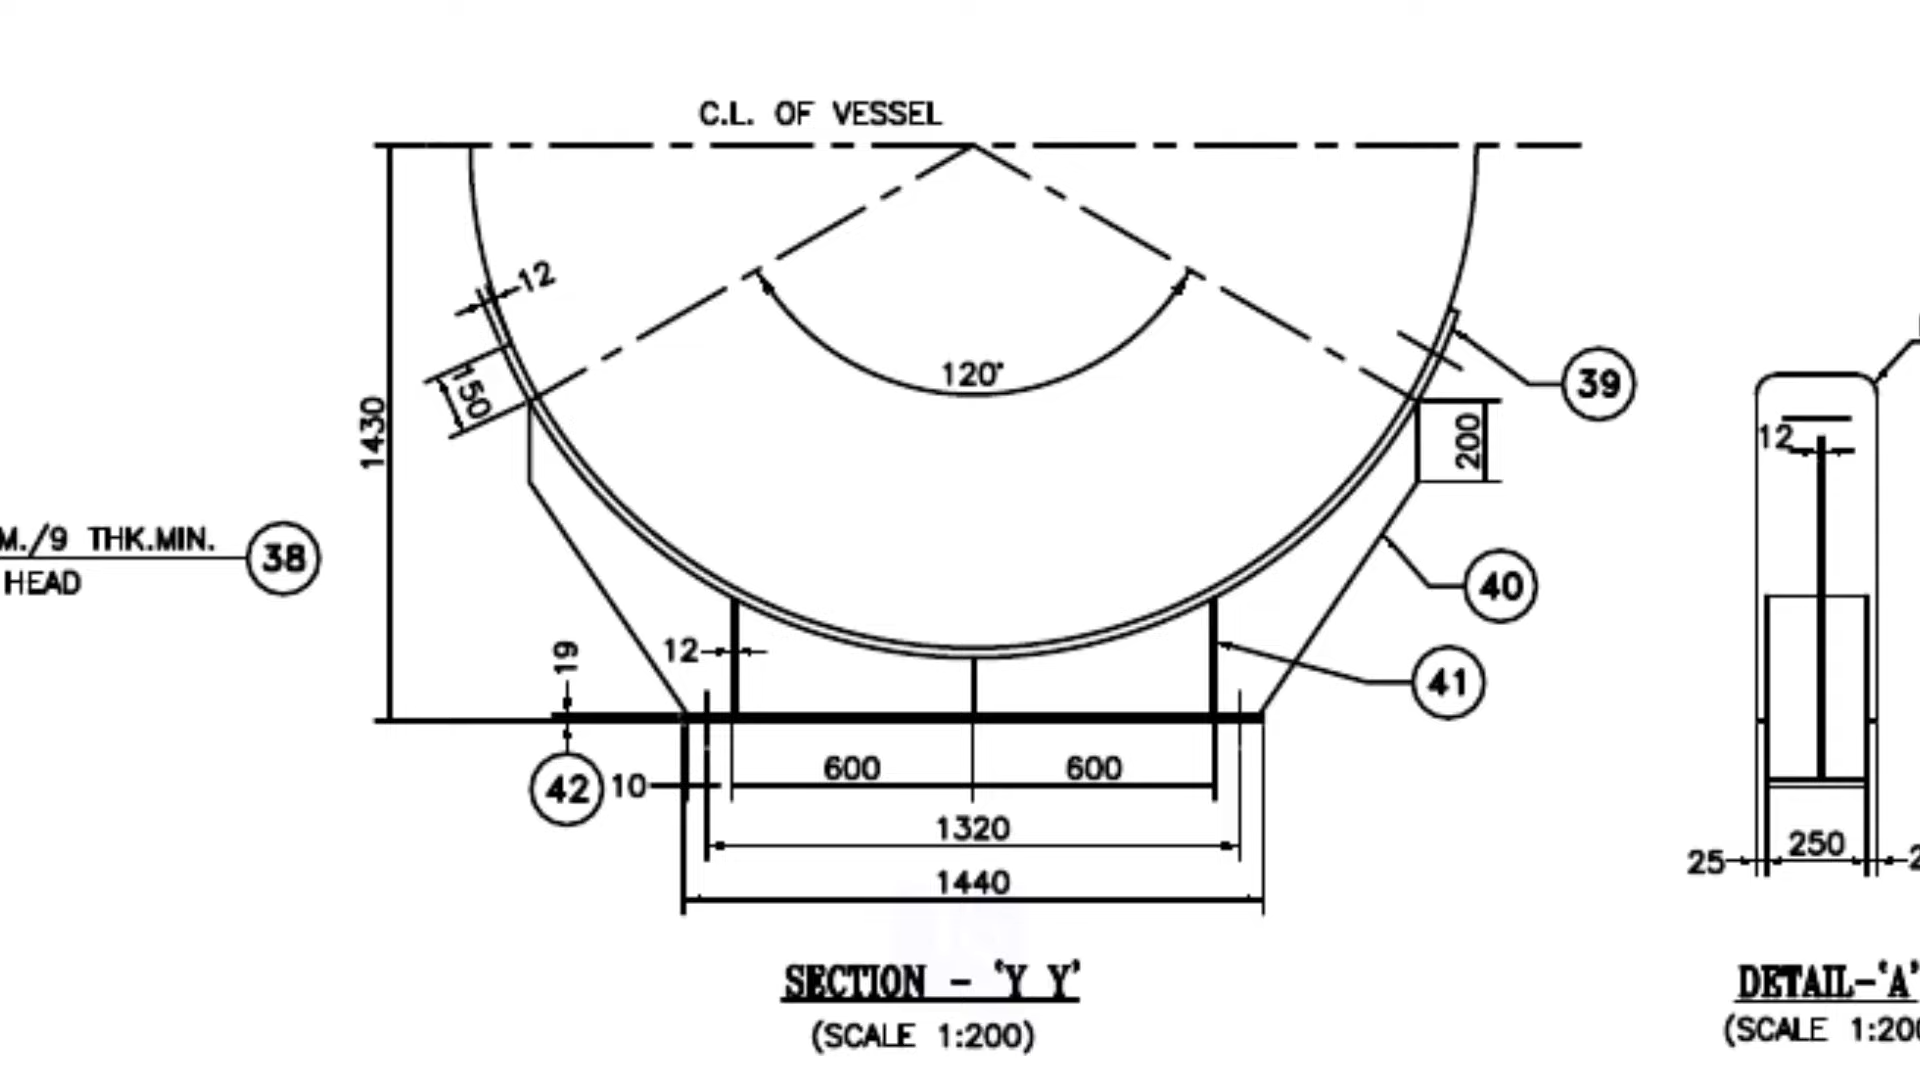 C.L. OF VESSEL
12
120°
150
39
1430
200
12
M./9 THK.MIN.
38
HEAD
40
19
12
41
42
10
600
600
1320
25
250
1440
SECTION - 'Y Y'
(SCALE 1:200)
DETAIL-'A'
(SCALE 1:200